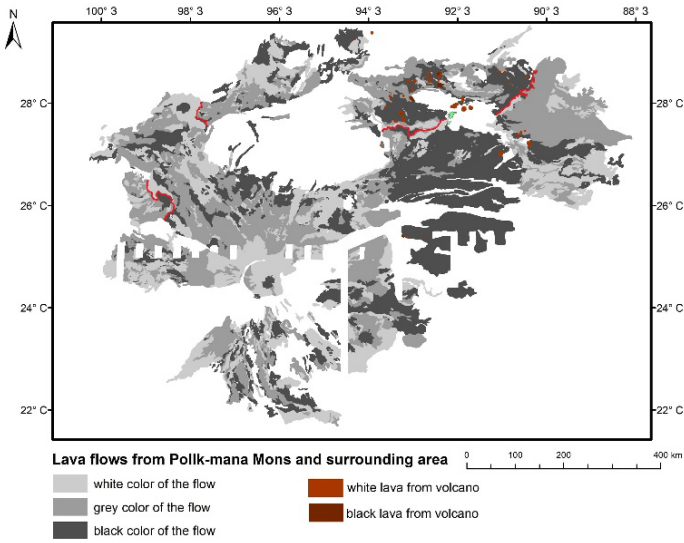 N
100° 3 98° 3 96° 3 94° 3 92° 3 90° 3 88° 3
28° C 28° C
26° C 26° C
24° C 24° C
22° C 22° C
Lava flows from Pollk-mana Mons and surrounding area
0 100 200 400 km
white color of the flow
grey color of the flow
black color of the flow
white lava from volcano
black lava from volcano